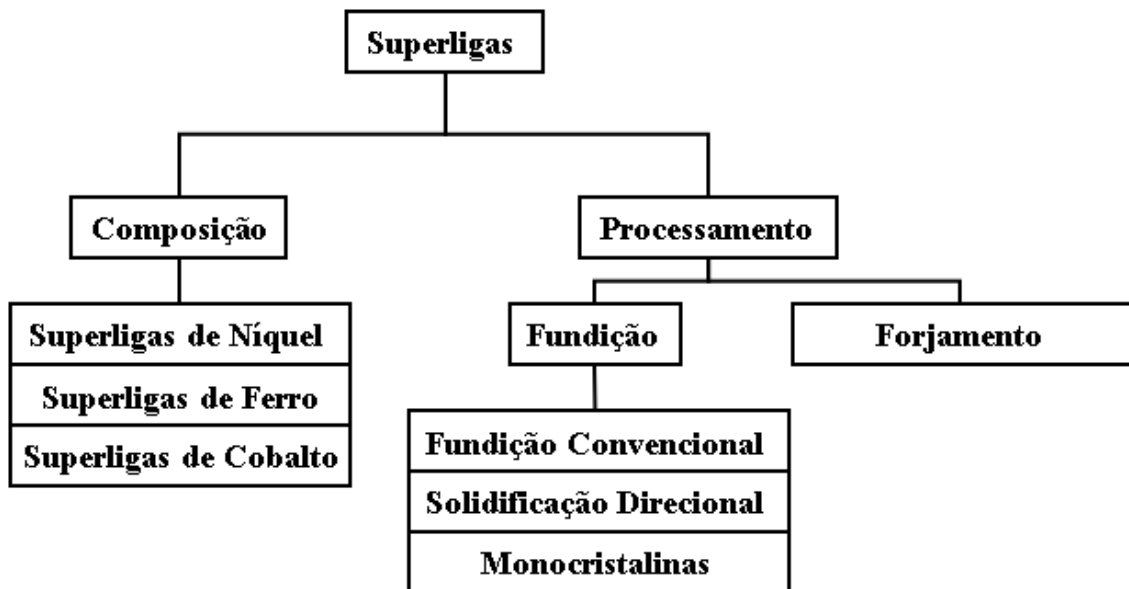 Superligas
Composição
Processamento
Superligas de Níquel
Superligas de Ferro
Superligas de Cobalto
Fundição
Forjamento
Fundição Convencional
Solidificação Direcional
Monocristalinas